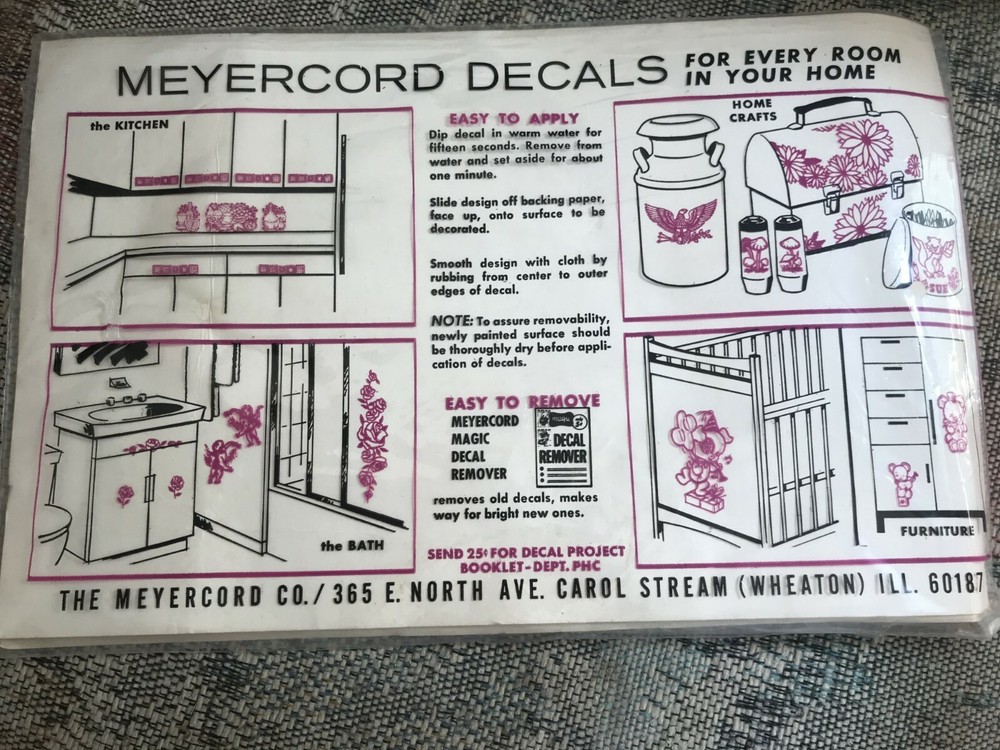 MEYERCORD DECALS
FOR EVERY ROOM
IN YOUR HOME
the KITCHEN
EASY TO APPLY
Dip decal in warm water for
fifteen seconds. Remove from
water and set aside for about
one minute.
Slide design off backing paper,
face up, onto surface to be
decorated.
Smooth design with cloth by
rubbing from center to outer
edges of decal.
NOTE: To assure removability,
newly painted surface should
be thoroughly dry before appli-
cation of decals.
EASY TO REMOVE
MEYERCORD
MAGIC
DECAL
REMOVER
DECAL
REMOVER
removes old decals, makes
way for bright new ones.
SEND 25¢ FOR DECAL PROJECT
BOOKLET-DEPT. PHC
HOME
CRAFTS
SUE
the BATH
FURNITURE
THE MEYERCORD CO./365 E. NORTH AVE. CAROL STREAM (WHEATON) ILL. 60187